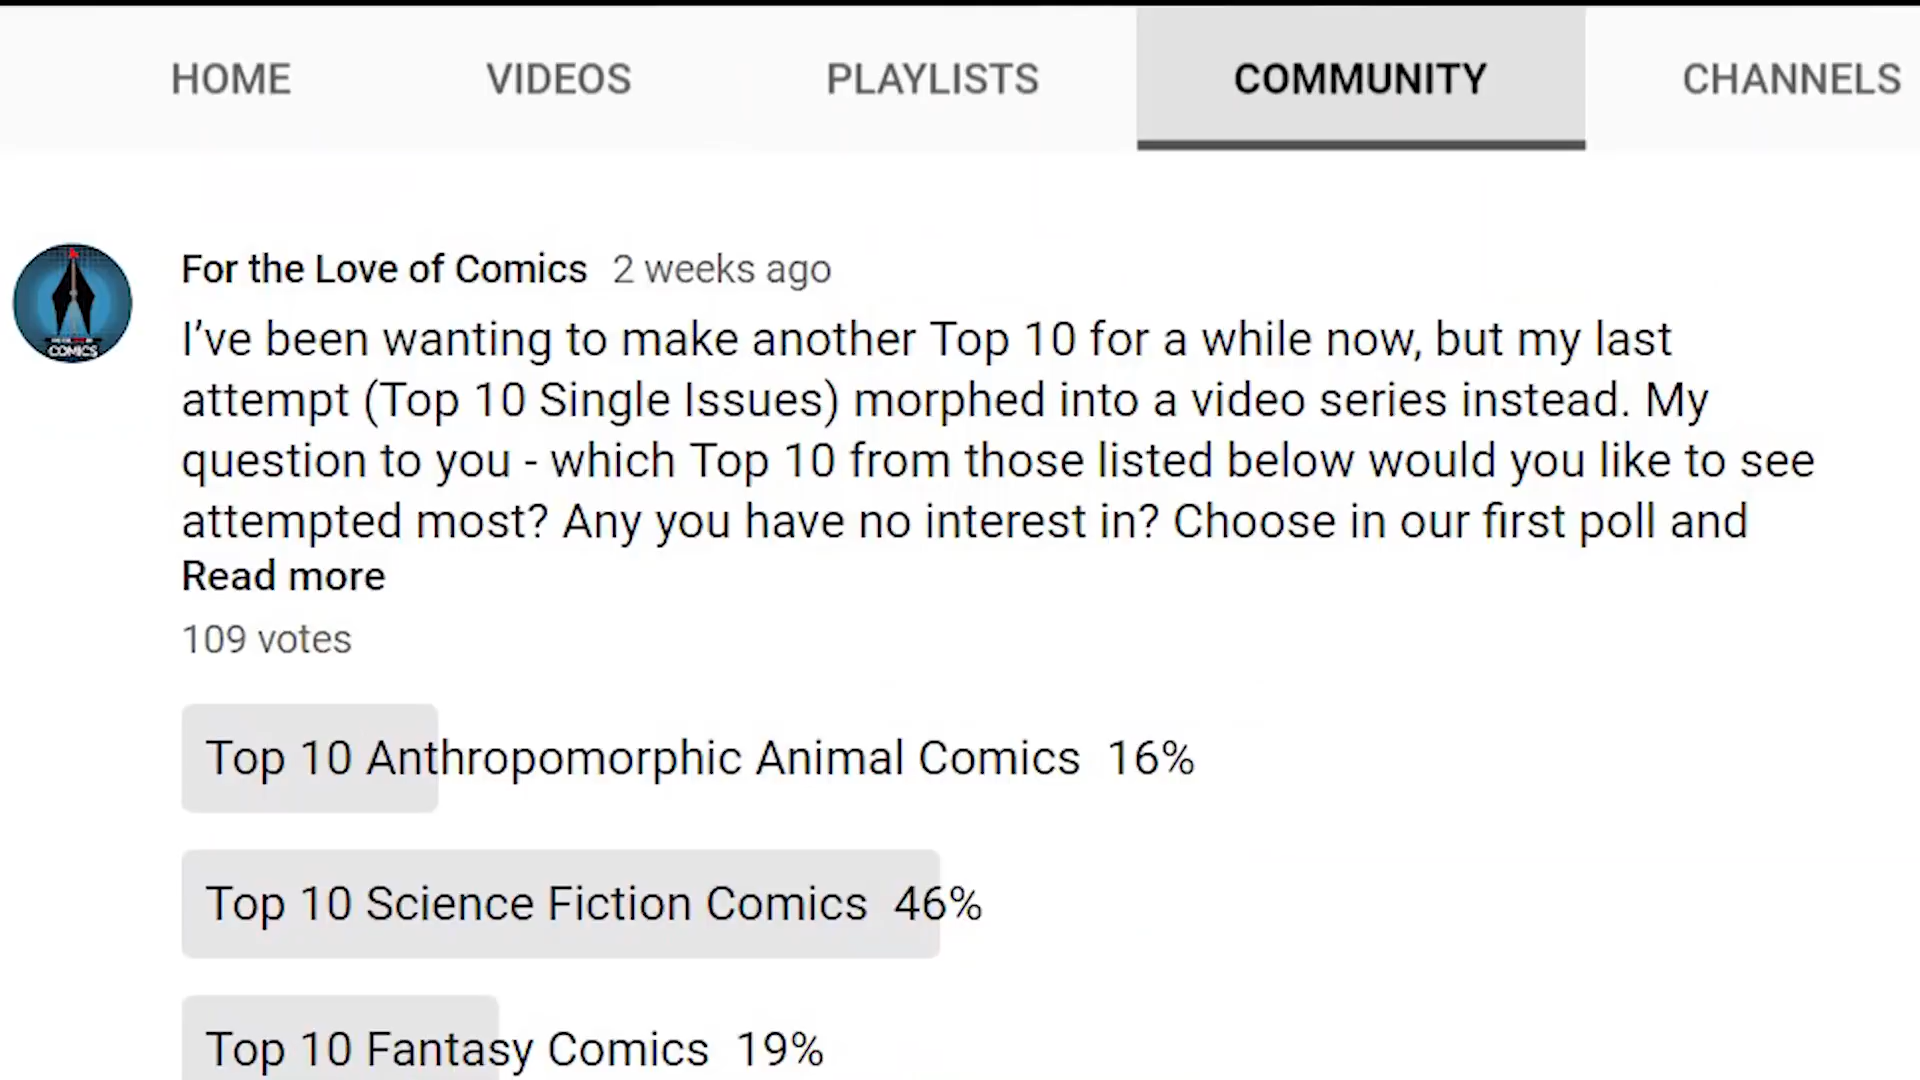 HOME VIDEOS PLAYLISTS COMMUNITY CHANNELS
For the Love of Comics 2 weeks ago
I’ve been wanting to make another Top 10 for a while now, but my last
attempt (Top 10 Single Issues) morphed into a video series instead. My
question to you - which Top 10 from those listed below would you like to see
attempted most? Any you have no interest in? Choose in our first poll and
Read more
109 votes
Top 10 Anthropomorphic Animal Comics 16%
Top 10 Science Fiction Comics 46%
Top 10 Fantasy Comics 19%
COMICS